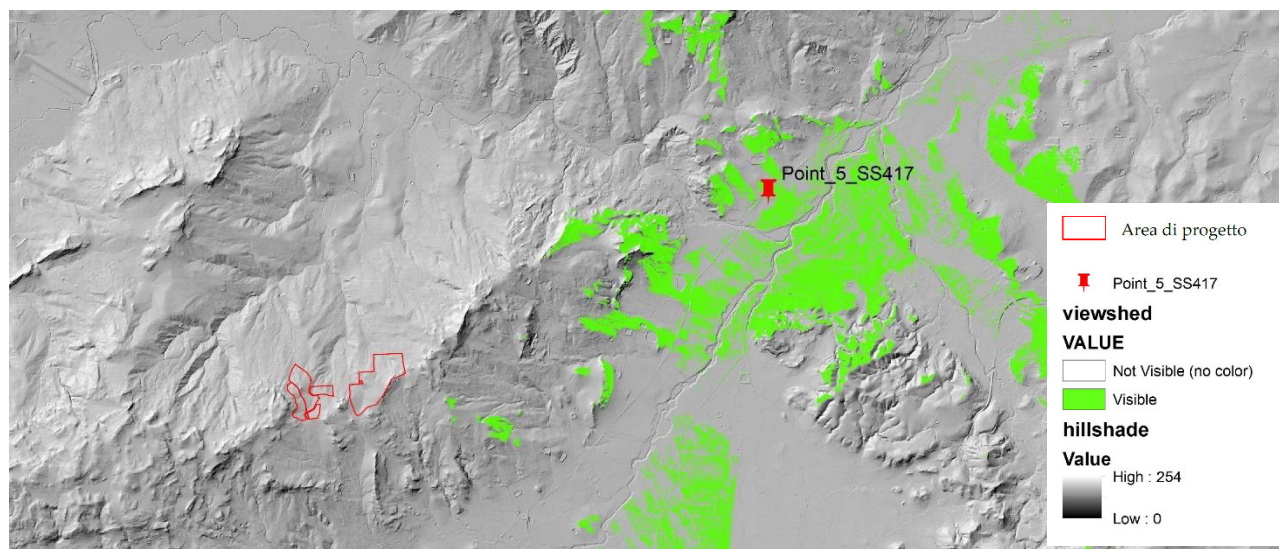 Point_5_SS417
Area di progetto
Point_5_SS417
viewshed
VALUE
Not Visible (no color)
Visible
hillshade
Value
High : 254
Low : 0